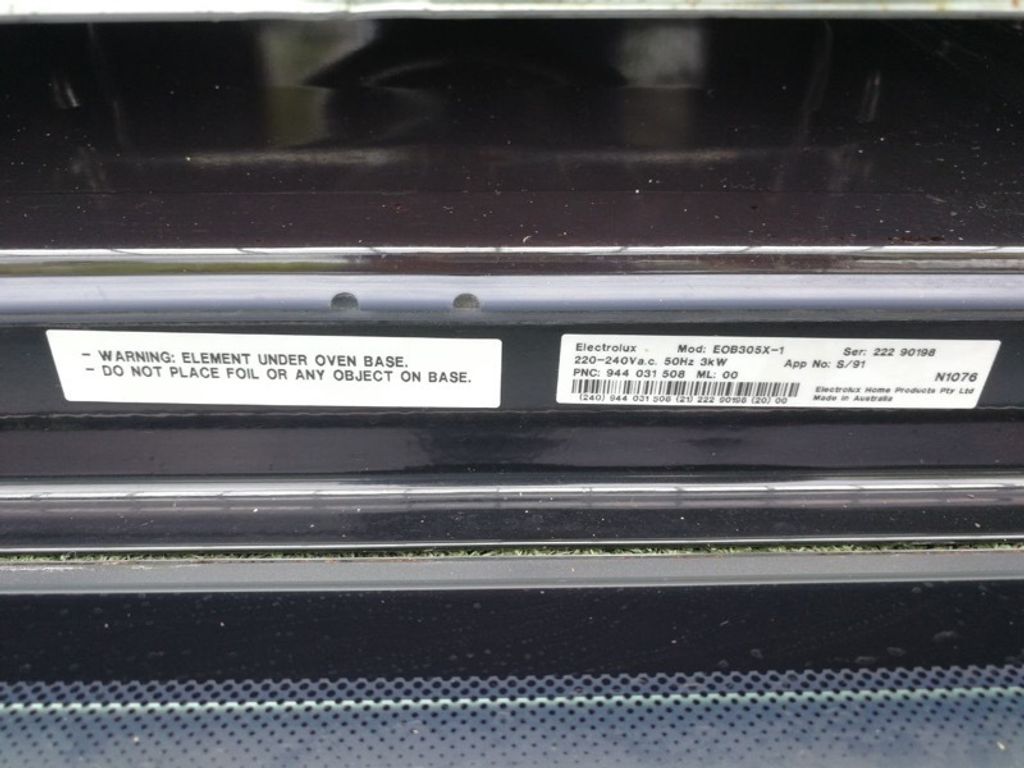 - WARNING: ELEMENT UNDER OVEN BASE.
- DO NOT PLACE FOIL OR ANY OBJECT ON BASE.
Electrolux Mod: EOB305X-1 Ser: 222 90198
220-240Va.c. 50Hz 3kW App No: S/91
PNC: 944 031 508 ML: 00 N1076
(240) 944 031 508 (21) 222 90198 (20) 00
Electrolux Home Products Pty Ltd
Made in Australia